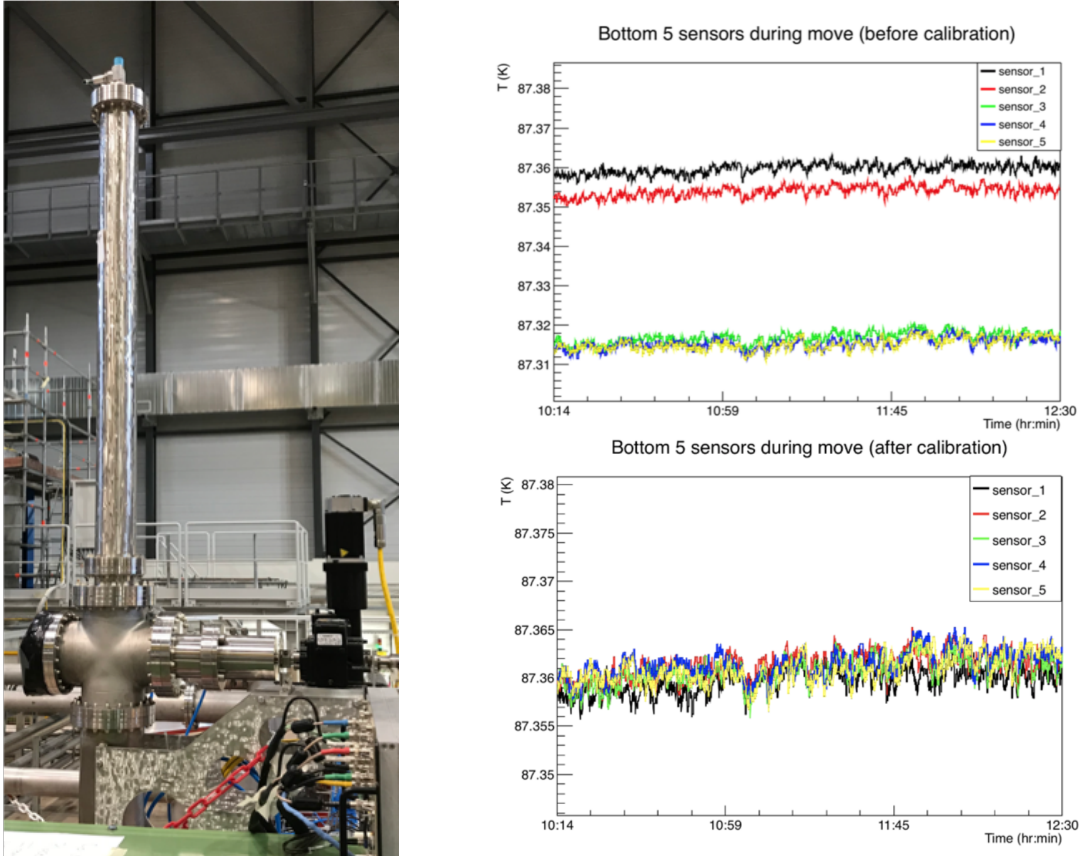 Bottom 5 sensors during move (before calibration)
T (K)
sensor_1
sensor_2
sensor_3
sensor_4
sensor_5
87.38
87.37
87.36
87.35
87.34
87.33
87.32
87.31
10:14
10:59
11:45
12:30
Time (hr:min)
Bottom 5 sensors during move (after calibration)
T (K)
sensor_1
sensor_2
sensor_3
sensor_4
sensor_5
87.38
87.375
87.37
87.365
87.36
87.355
87.35
10:14
10:59
11:45
12:30
Time (hr:min)